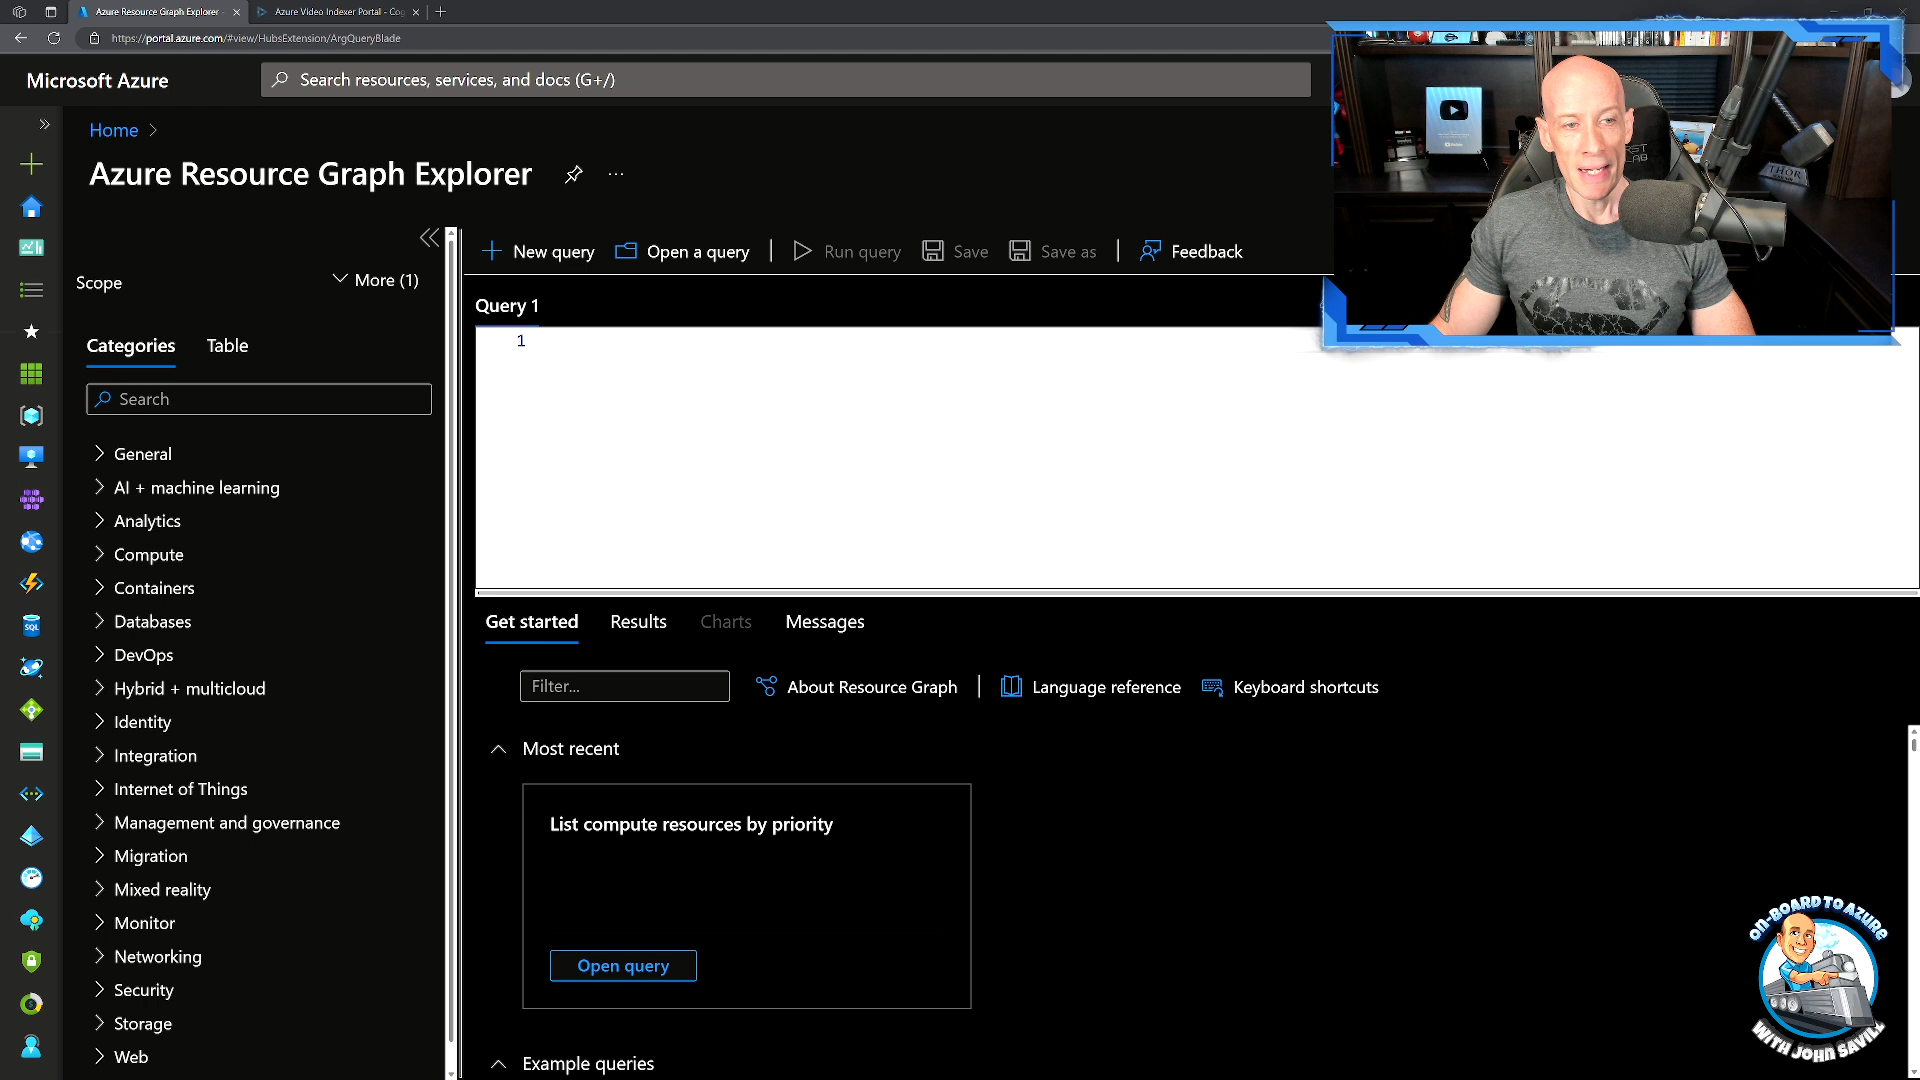 Azure Resource Graph Explorer
Azure Video Indexer Portal - Cog
https://portal.azure.com/#view/HubsExtension/ArgQueryBlade
Microsoft Azure
Search resources, services, and docs (G+/)
Home
Azure Resource Graph Explorer
New query
Open a query
Run query
Save
Save as
Feedback
Scope
More (1)
Query 1
1
Categories
Table
Search
General
AI + machine learning
Analytics
Compute
Containers
Databases
DevOps
Hybrid + multicloud
Identity
Integration
Internet of Things
Management and governance
Migration
Mixed reality
Monitor
Networking
Security
Storage
Web
Get started
Results
Charts
Messages
Filter...
About Resource Graph
Language reference
Keyboard shortcuts
Most recent
List compute resources by priority
Open query
Example queries
SQL
THOR
ON-BOARD TO AZURE
WITH JOHN SAVILL